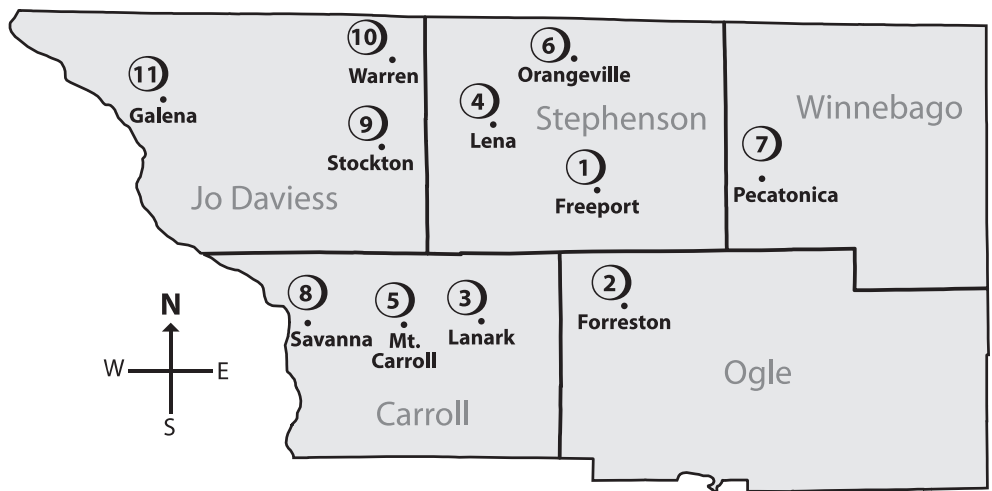 10
Warren
11
Galena
9
Stockton
Jo Daviess
6
Orangeville
4
Lena
Stephenson
1
Freeport
Winnebago
7
Pecatonica
8
Savanna
5
Mt.
Carroll
3
Lanark
Carroll
2
Forreston
Ogle
N
W
E
S